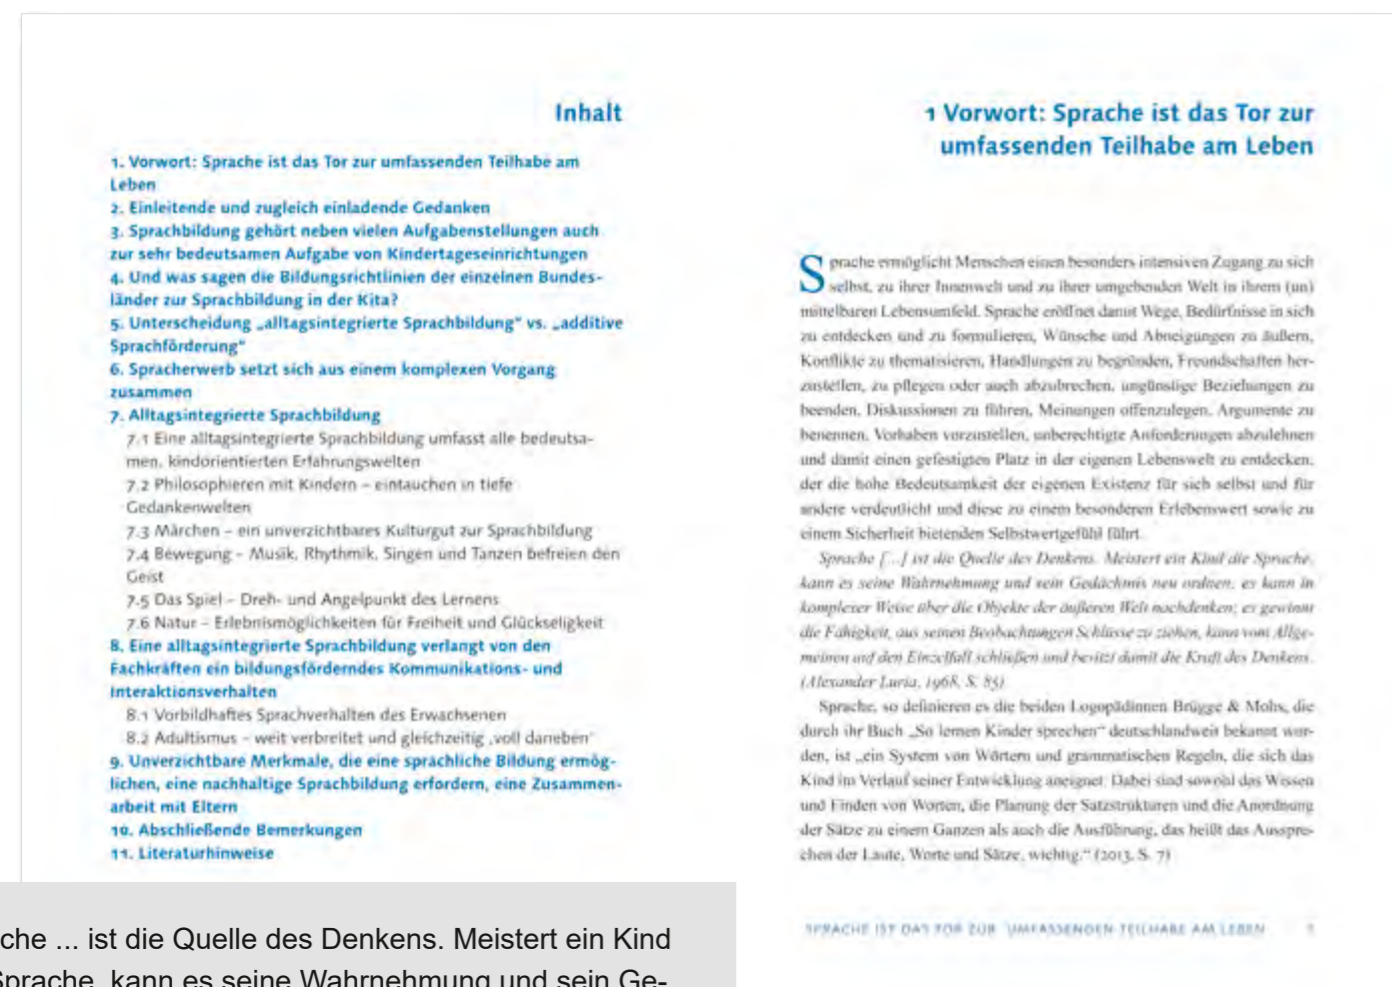 Inhalt
1. Vorwort: Sprache ist das Tor zur umfassenden Teilhabe am
Leben
2. Einleitende und zugleich einladende Gedanken
3. Sprachbildung gehört neben vielen Aufgabenstellungen auch
zur sehr bedeutsamen Aufgabe von Kindertageseinrichtungen
4. Und was sagen die Bildungsrichtlinien der einzelnen Bundes-
länder zur Sprachbildung in der Kita?
5. Unterscheidung „alltagsintegrierte Sprachbildung“ vs. „additive
Sprachförderung“
6. Spracherwerb setzt sich aus einem komplexen Vorgang
zusammen
7. Alltagsintegrierte Sprachbildung
7.1 Eine alltagsintegrierte Sprachbildung umfasst alle bedeutsa-
men, kindorientierten Erfahrungswelten
7.2 Philosophieren mit Kindern – eintauchen in tiefe
Gedankenwelten
7.3 Märchen – ein unverzichtbares Kulturgut zur Sprachbildung
7.4 Bewegung – Musik, Rhythmik, Singen und Tanzen befreien den
Geist
7.5 Das Spiel – Dreh- und Angelpunkt des Lernens
7.6 Natur – Erlebnismöglichkeiten für Freiheit und Glückseligkeit
8. Eine alltagsintegrierte Sprachbildung verlangt von den
Fachkräften ein bildungsförderndes Kommunikations- und
Interaktionsverhalten
8.1 Vorbildhaftes Sprachverhalten des Erwachsenen
8.2 Adultismus – weit verbreitet und gleichzeitig ‚voll daneben‘
9. Unverzichtbare Merkmale, die eine sprachliche Bildung ermög-
lichen, eine nachhaltige Sprachbildung erfordern, eine Zusammen-
arbeit mit Eltern
10. Abschließende Bemerkungen
11. Literaturhinweise
che ... ist die Quelle des Denkens. Meistert ein Kind
Sprache, kann es seine Wahrnehmung und sein Ge-
1 Vorwort: Sprache ist das Tor zur
umfassenden Teilhabe am Leben
Sprache ermöglicht Menschen einen besonders intensiven Zugang zu sich
selbst, zu ihrer Innenwelt und zu ihrer umgebenden Welt in ihrem (un)
mittelbaren Lebensumfeld. Sprache eröffnet damit Wege, Bedürfnisse in sich
zu entdecken und zu formulieren, Wünsche und Abneigungen zu äußern,
Konflikte zu thematisieren, Handlungen zu begründen, Freundschaften her-
zustellen, zu pflegen oder auch abzubrechen, ungünstige Beziehungen zu
beenden, Diskussionen zu führen, Meinungen offenzulegen, Argumente zu
benennen, Vorhaben vorzustellen, unberechtigte Anforderungen abzulehnen
und damit einen gefestigten Platz in der eigenen Lebenswelt zu entdecken,
der die hohe Bedeutsamkeit der eigenen Existenz für sich selbst und für
andere verdeutlicht und diese zu einem besonderen Erlebenswert sowie zu
einem Sicherheit bietenden Selbstwertgefühl führt.
Sprache [...] ist die Quelle des Denkens. Meistert ein Kind die Sprache,
kann es seine Wahrnehmung und sein Gedächtnis neu ordnen; es kann in
komplexer Weise über die Objekte der äußeren Welt nachdenken; es gewinnt
die Fähigkeit, aus seinen Beobachtungen Schlüsse zu ziehen, kann vom Allge-
meinen auf den Einzelfall schließen und besitzt damit die Kraft des Denkens.
(Alexander Luria, 1968, S. 85)
Sprache, so definieren es die beiden Logopädinnen Brügge & Mohs, die
durch ihr Buch „So lernen Kinder sprechen“ deutschlandweit bekannt wur-
den, ist „ein System von Wörtern und grammatischen Regeln, die sich das
Kind im Verlauf seiner Entwicklung aneignet. Dabei sind sowohl das Wissen
und Finden von Worten, die Planung der Satzstrukturen und die Anordnung
der Sätze zu einem Ganzen als auch die Ausführung, das heißt das Ausspre-
chen der Laute, Worte und Sätze, wichtig.“ (2013, S. 7)
SPRACHE IST DAS TOR ZUR UMFASSENDEN TEILHABE AM LEBEN